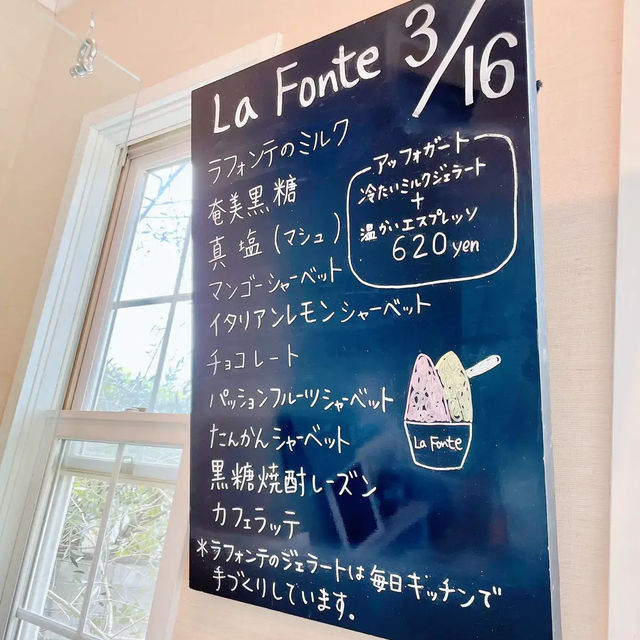 La Fonte 3/16
ラフォンテのミルク
奄美黒糖
真塩(マシュ)
マンゴーシャーベット
イタリアンレモンシャーベット
チョコレート
パッションフルーツシャーベット
たんかんシャーベット
黒糖焼酎レーズン
カフェラッテ
*ラフォンテのジェラートは毎日キッチンで
手づくりしています。
アッフォガート
冷たいミルクジェラート
+
温かいエスプレッソ
620yen
La Fonte